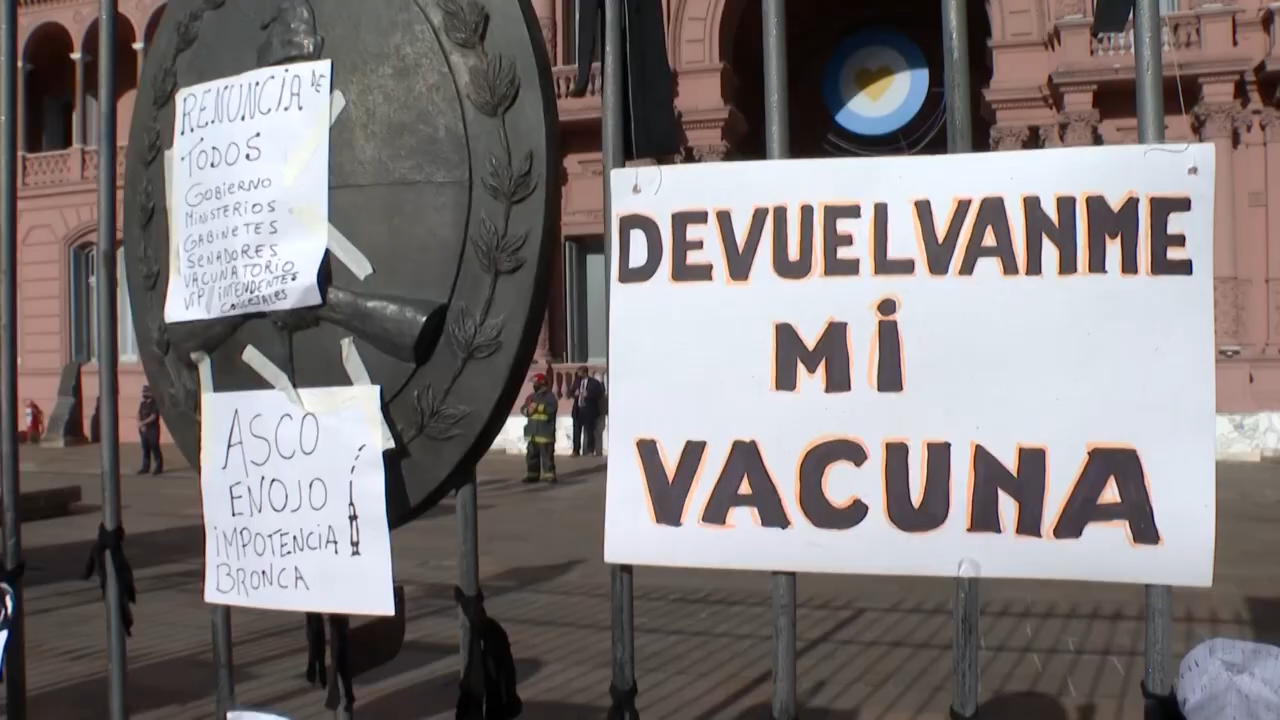 RENUNCIA DE
TODOS
GOBIERNO
MINISTERIOS
GABINETES
SENADORES
VACUNATORIO
VIP / INTENDENTES
CONCEJALES
ASCO
ENOJO
IMPOTENCIA
BRONCA
DEVUELVANME
Mi
VACUNA